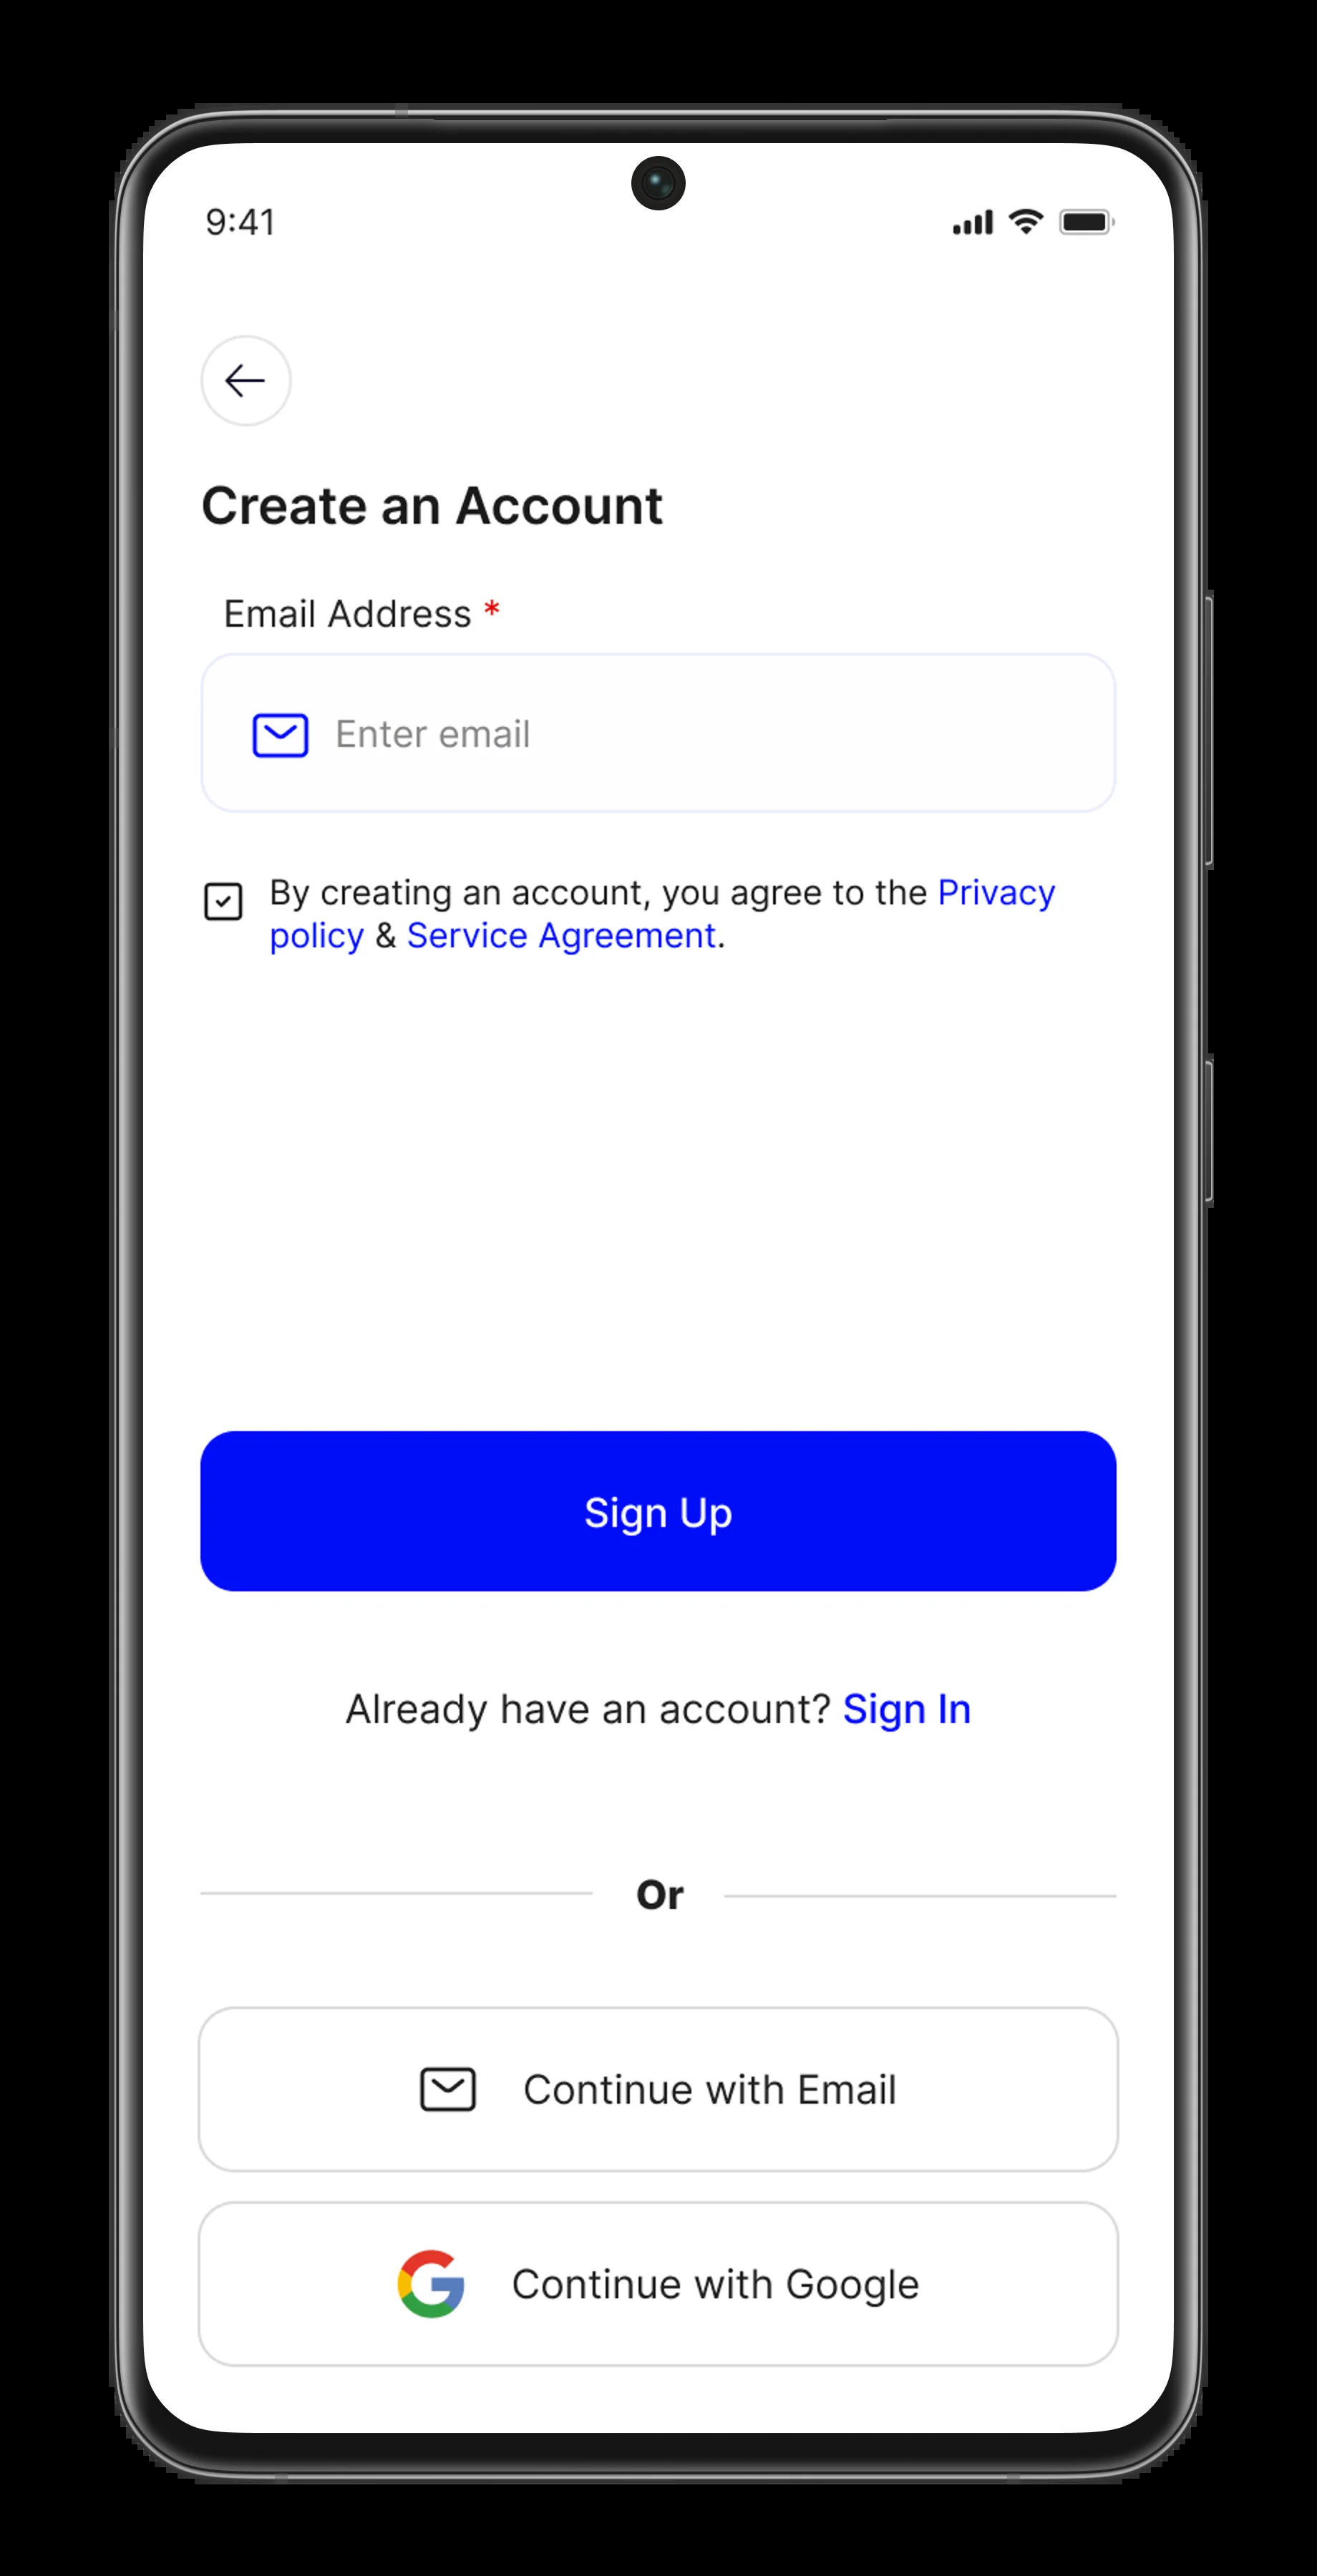 9:41
Create an Account
Email Address *
Enter email
By creating an account, you agree to the Privacy
policy & Service Agreement.
Sign Up
Already have an account? Sign In
Or
Continue with Email
Continue with Google